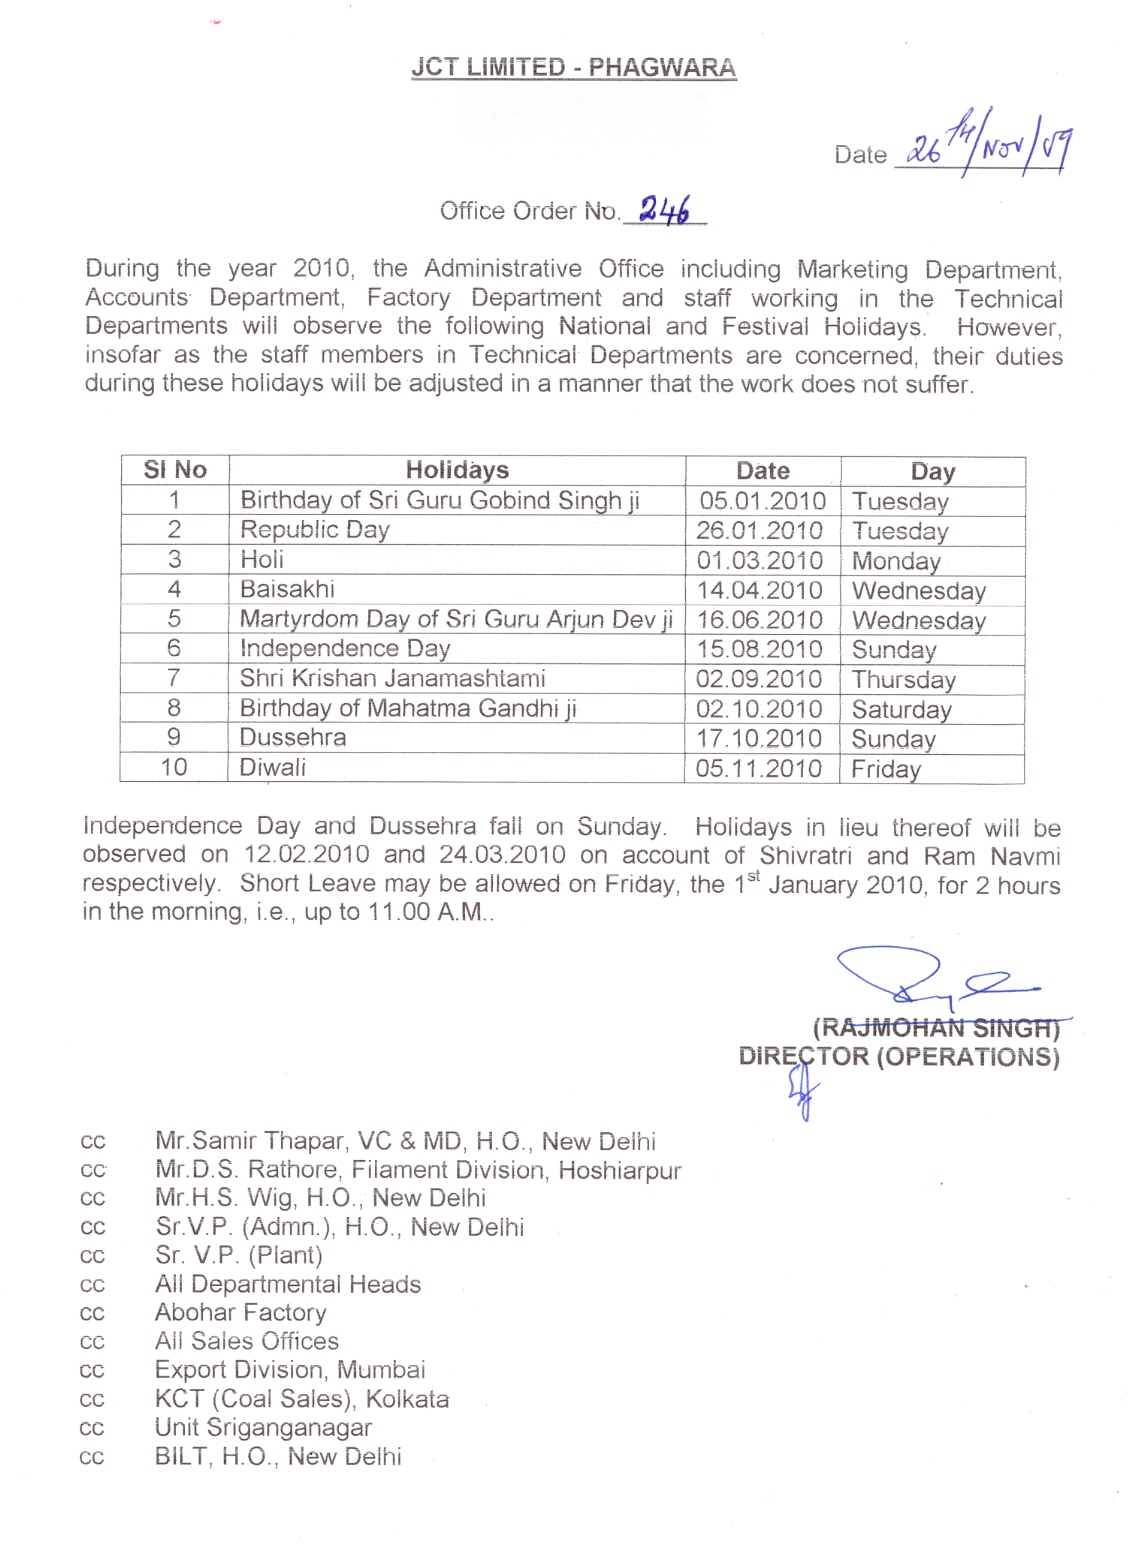 JCT LIMITED - PHAGWARA
Date 26th/Nov/09
Office Order No. 246
During the year 2010, the Administrative Office including Marketing Department,
Accounts Department, Factory Department and staff working in the Technical
Departments will observe the following National and Festival Holidays. However,
insofar as the staff members in Technical Departments are concerned, their duties
during these holidays will be adjusted in a manner that the work does not suffer.
Sl No Holidays Date Day
1 Birthday of Sri Guru Gobind Singh ji 05.01.2010 Tuesday
2 Republic Day 26.01.2010 Tuesday
3 Holi 01.03.2010 Monday
4 Baisakhi 14.04.2010 Wednesday
5 Martyrdom Day of Sri Guru Arjun Dev ji 16.06.2010 Wednesday
6 Independence Day 15.08.2010 Sunday
7 Shri Krishan Janamashtami 02.09.2010 Thursday
8 Birthday of Mahatma Gandhi ji 02.10.2010 Saturday
9 Dussehra 17.10.2010 Sunday
10 Diwali 05.11.2010 Friday
Independence Day and Dussehra fall on Sunday. Holidays in lieu thereof will be
observed on 12.02.2010 and 24.03.2010 on account of Shivratri and Ram Navmi
respectively. Short Leave may be allowed on Friday, the 1st January 2010, for 2 hours
in the morning, i.e., up to 11.00 A.M..
(RAJMOHAN SINGH)
DIRECTOR (OPERATIONS)
cc Mr.Samir Thapar, VC & MD, H.O., New Delhi
cc Mr.D.S. Rathore, Filament Division, Hoshiarpur
cc Mr.H.S. Wig, H.O., New Delhi
cc Sr.V.P. (Admn.), H.O., New Delhi
cc Sr. V.P. (Plant)
cc All Departmental Heads
cc Abohar Factory
cc All Sales Offices
cc Export Division, Mumbai
cc KCT (Coal Sales), Kolkata
cc Unit Sriganganagar
cc BILT, H.O., New Delhi